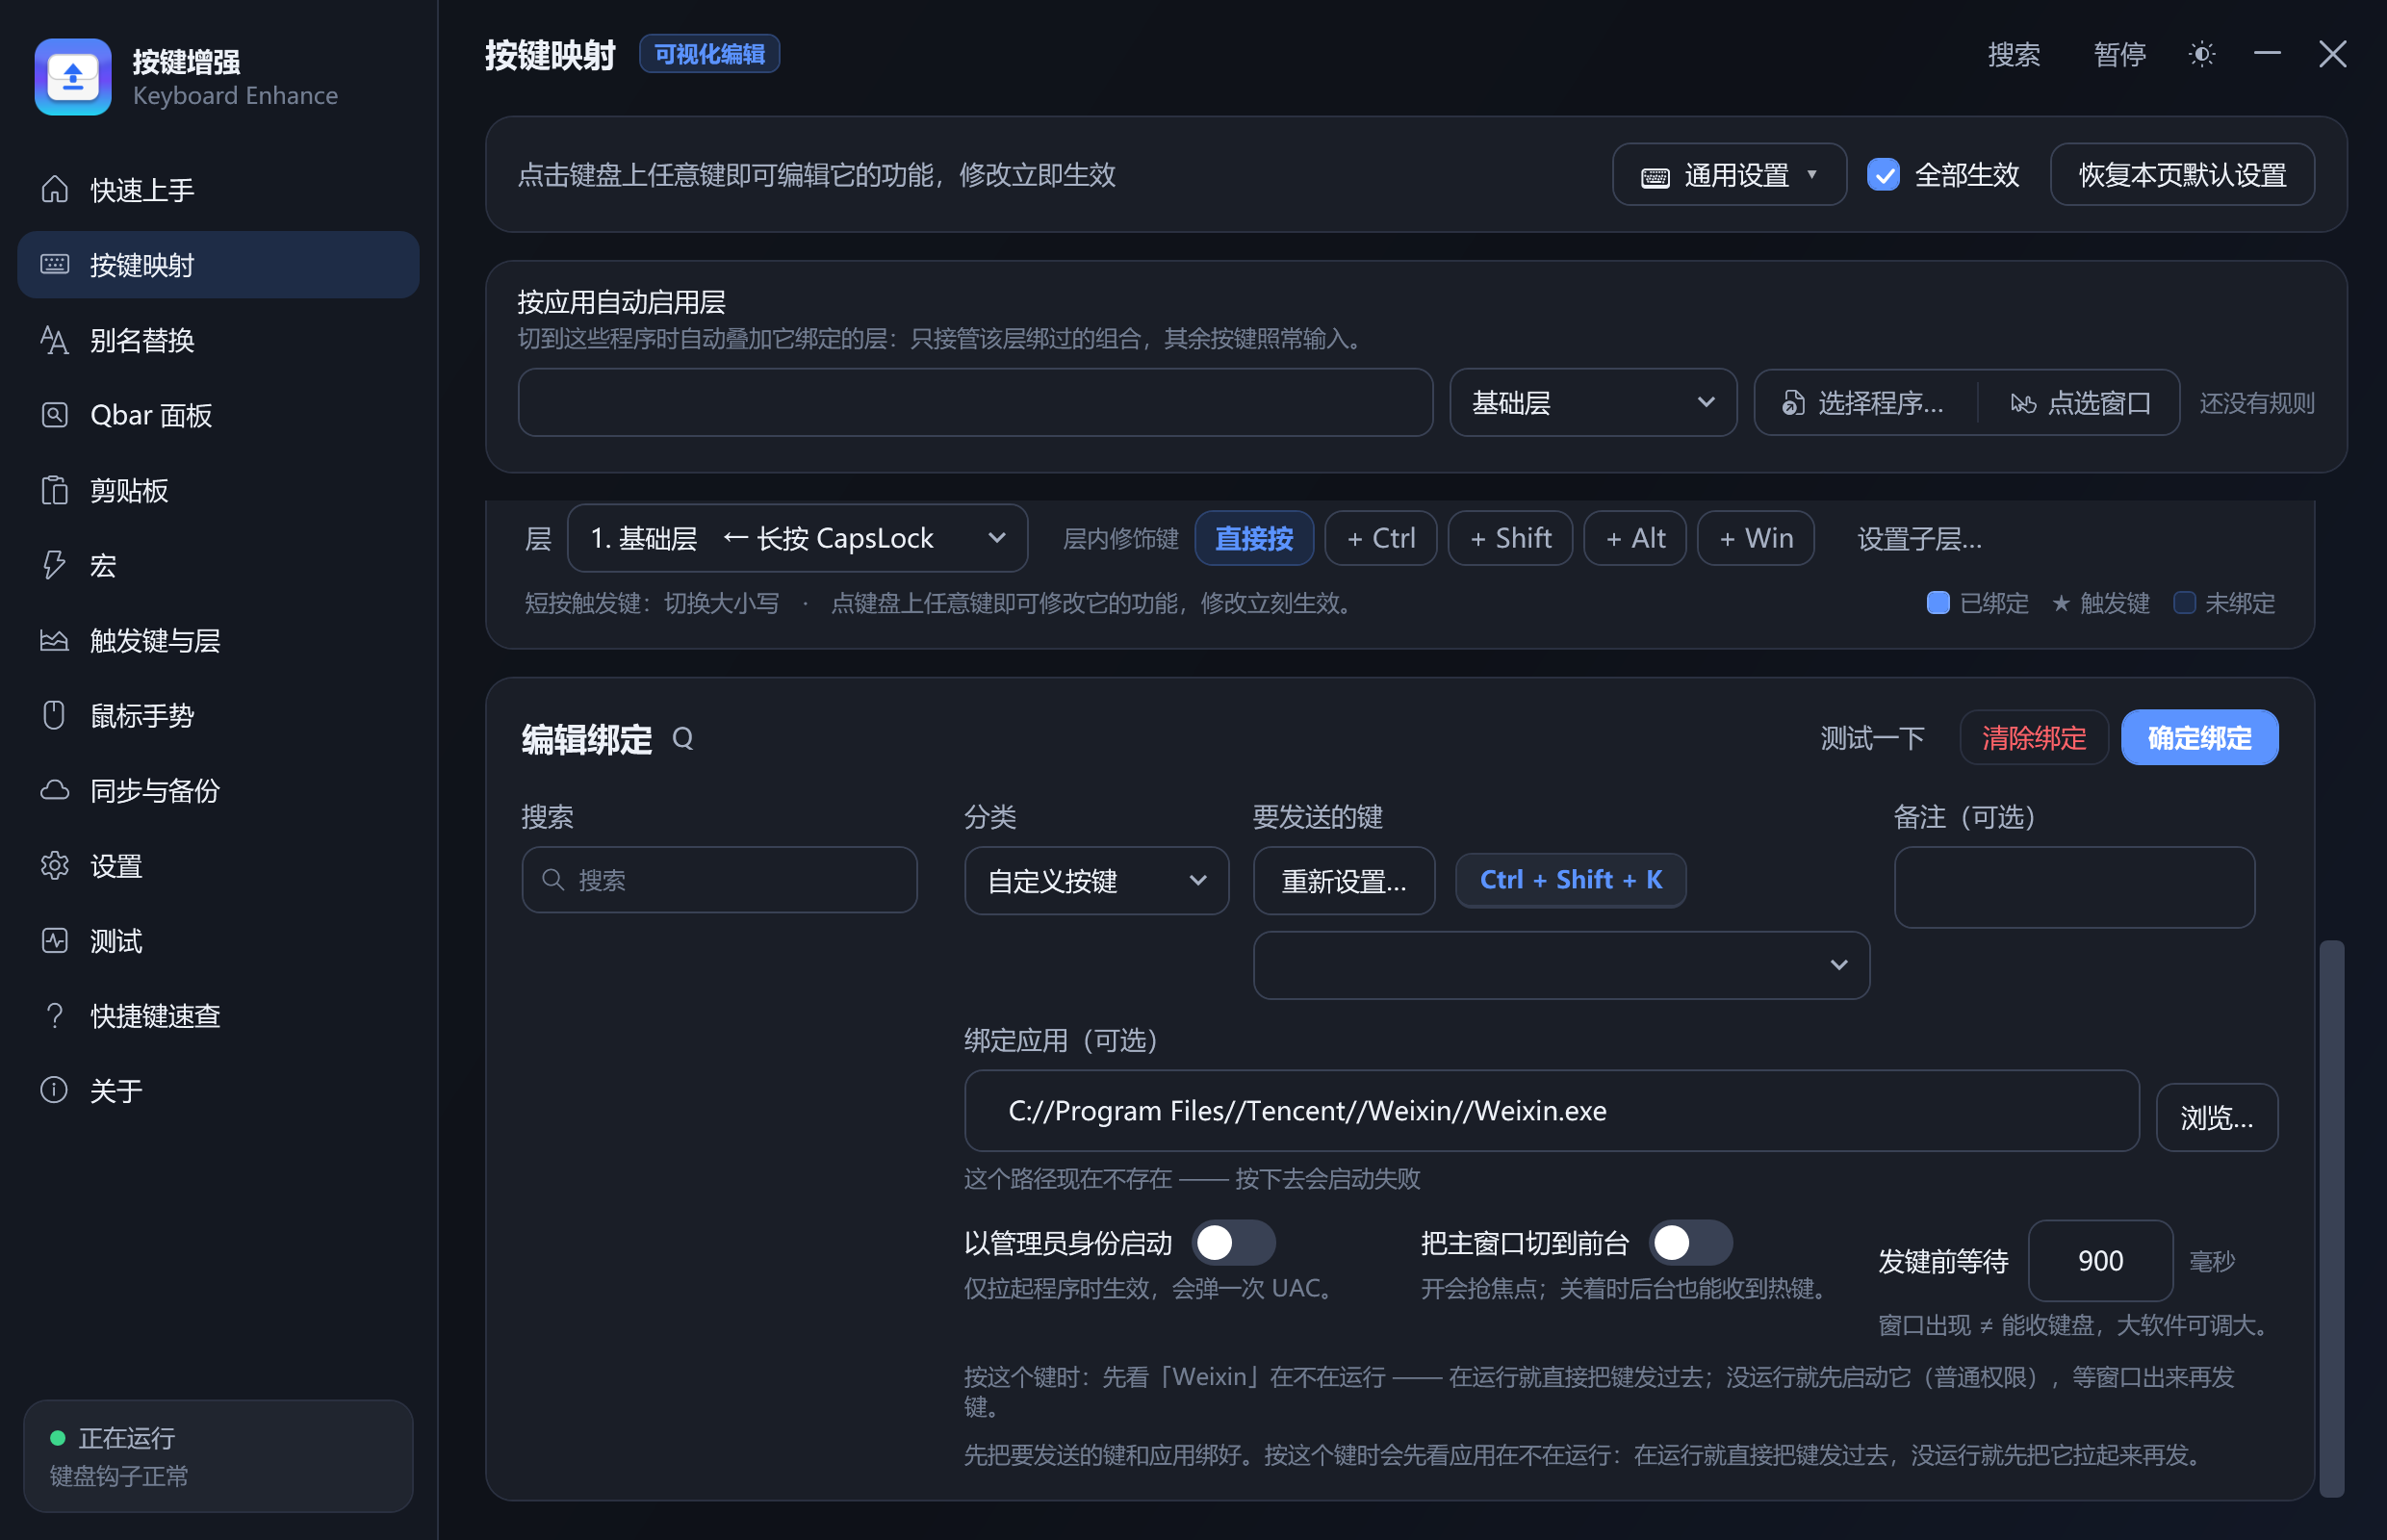 按键增强
Keyboard Enhance
快速上手
按键映射
别名替换
Qbar 面板
剪贴板
宏
触发键与层
鼠标手势
同步与备份
设置
测试
快捷键速查
关于
正在运行
键盘钩子正常
按键映射 可视化编辑
搜索 暂停
点击键盘上任意键即可编辑它的功能，修改立即生效
通用设置 全部生效 恢复本页默认设置
按应用自动启用层
切到这些程序时自动叠加它绑定的层：只接管该层绑过的组合，其余按键照常输入。
基础层 选择程序... 点选窗口 还没有规则
层 1. 基础层 ← 长按 CapsLock 层内修饰键 直接按 + Ctrl + Shift + Alt + Win 设置子层...
短按触发键：切换大小写 · 点键盘上任意键即可修改它的功能，修改立刻生效。 已绑定 ★ 触发键 未绑定
编辑绑定 Q 测试一下 清除绑定 确定绑定
搜索 分类 要发送的键 备注（可选）
搜索 自定义按键 重新设置... Ctrl + Shift + K
绑定应用（可选）
C://Program Files//Tencent//Weixin//Weixin.exe 浏览...
这个路径现在不存在 —— 按下去会启动失败
以管理员身份启动 把主窗口切到前台 发键前等待 900 毫秒
仅拉起程序时生效，会弹一次 UAC。 开会抢焦点；关着时后台也能收到热键。
窗口出现 ≠ 能收键盘，大软件可调大。
按这个键时：先看「Weixin」在不在运行 —— 在运行就直接把键发过去；没运行就先启动它（普通权限），等窗口出来再发
键。
先把要发送的键和应用绑好。按这个键时会先看应用在不在运行：在运行就直接把键发过去，没运行就先把它拉起来再发。